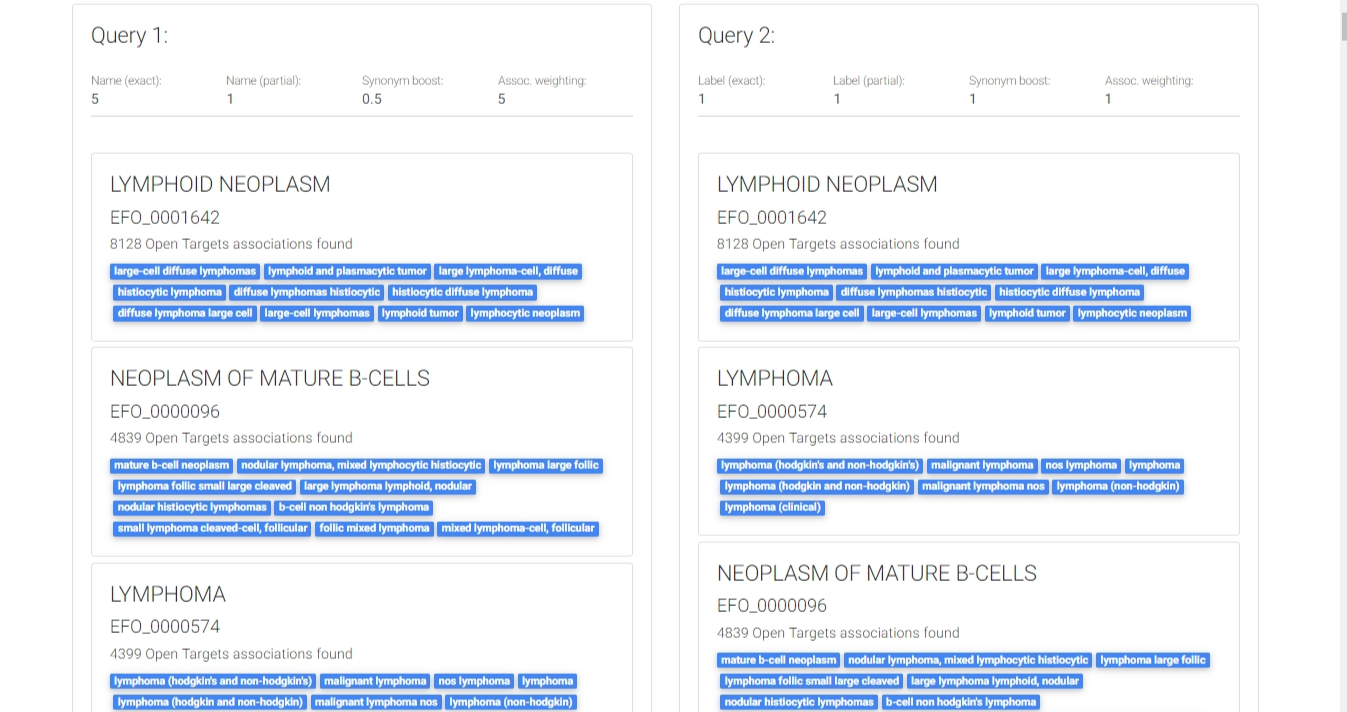 Query 1:
Name (exact): Name (partial): Synonym boost: Assoc. weighting:
5 1 0.5 5
LYMPHOID NEOPLASM
EFO_0001642
8128 Open Targets associations found
large-cell diffuse lymphomas lymphoid and plasmacytic tumor large lymphoma-cell, diffuse
histiocytic lymphoma diffuse lymphomas histiocytic histiocytic diffuse lymphoma
diffuse lymphoma large cell large-cell lymphomas lymphoid tumor lymphocytic neoplasm
NEOPLASM OF MATURE B-CELLS
EFO_0000096
4839 Open Targets associations found
mature b-cell neoplasm nodular lymphoma, mixed lymphocytic histiocytic lymphoma large follic
lymphoma follic small large cleaved large lymphoma lymphoid, nodular
nodular histiocytic lymphomas b-cell non hodgkin's lymphoma
small lymphoma cleaved-cell, follicular follic mixed lymphoma mixed lymphoma-cell, follicular
LYMPHOMA
EFO_0000574
4399 Open Targets associations found
lymphoma (hodgkin's and non-hodgkin's) malignant lymphoma nos lymphoma lymphoma
lymphoma (hodgkin and non-hodgkin) malignant lymphoma nos lymphoma (non-hodgkin)
Query 2:
Label (exact): Label (partial): Synonym boost: Assoc. weighting:
1 1 1 1
LYMPHOID NEOPLASM
EFO_0001642
8128 Open Targets associations found
large-cell diffuse lymphomas lymphoid and plasmacytic tumor large lymphoma-cell, diffuse
histiocytic lymphoma diffuse lymphomas histiocytic histiocytic diffuse lymphoma
diffuse lymphoma large cell large-cell lymphomas lymphoid tumor lymphocytic neoplasm
LYMPHOMA
EFO_0000574
4399 Open Targets associations found
lymphoma (hodgkin's and non-hodgkin's) malignant lymphoma nos lymphoma lymphoma
lymphoma (hodgkin and non-hodgkin) malignant lymphoma nos lymphoma (non-hodgkin)
lymphoma (clinical)
NEOPLASM OF MATURE B-CELLS
EFO_0000096
4839 Open Targets associations found
mature b-cell neoplasm nodular lymphoma, mixed lymphocytic histiocytic lymphoma large follic
lymphoma follic small large cleaved large lymphoma lymphoid, nodular
nodular histiocytic lymphomas b-cell non hodgkin's lymphoma